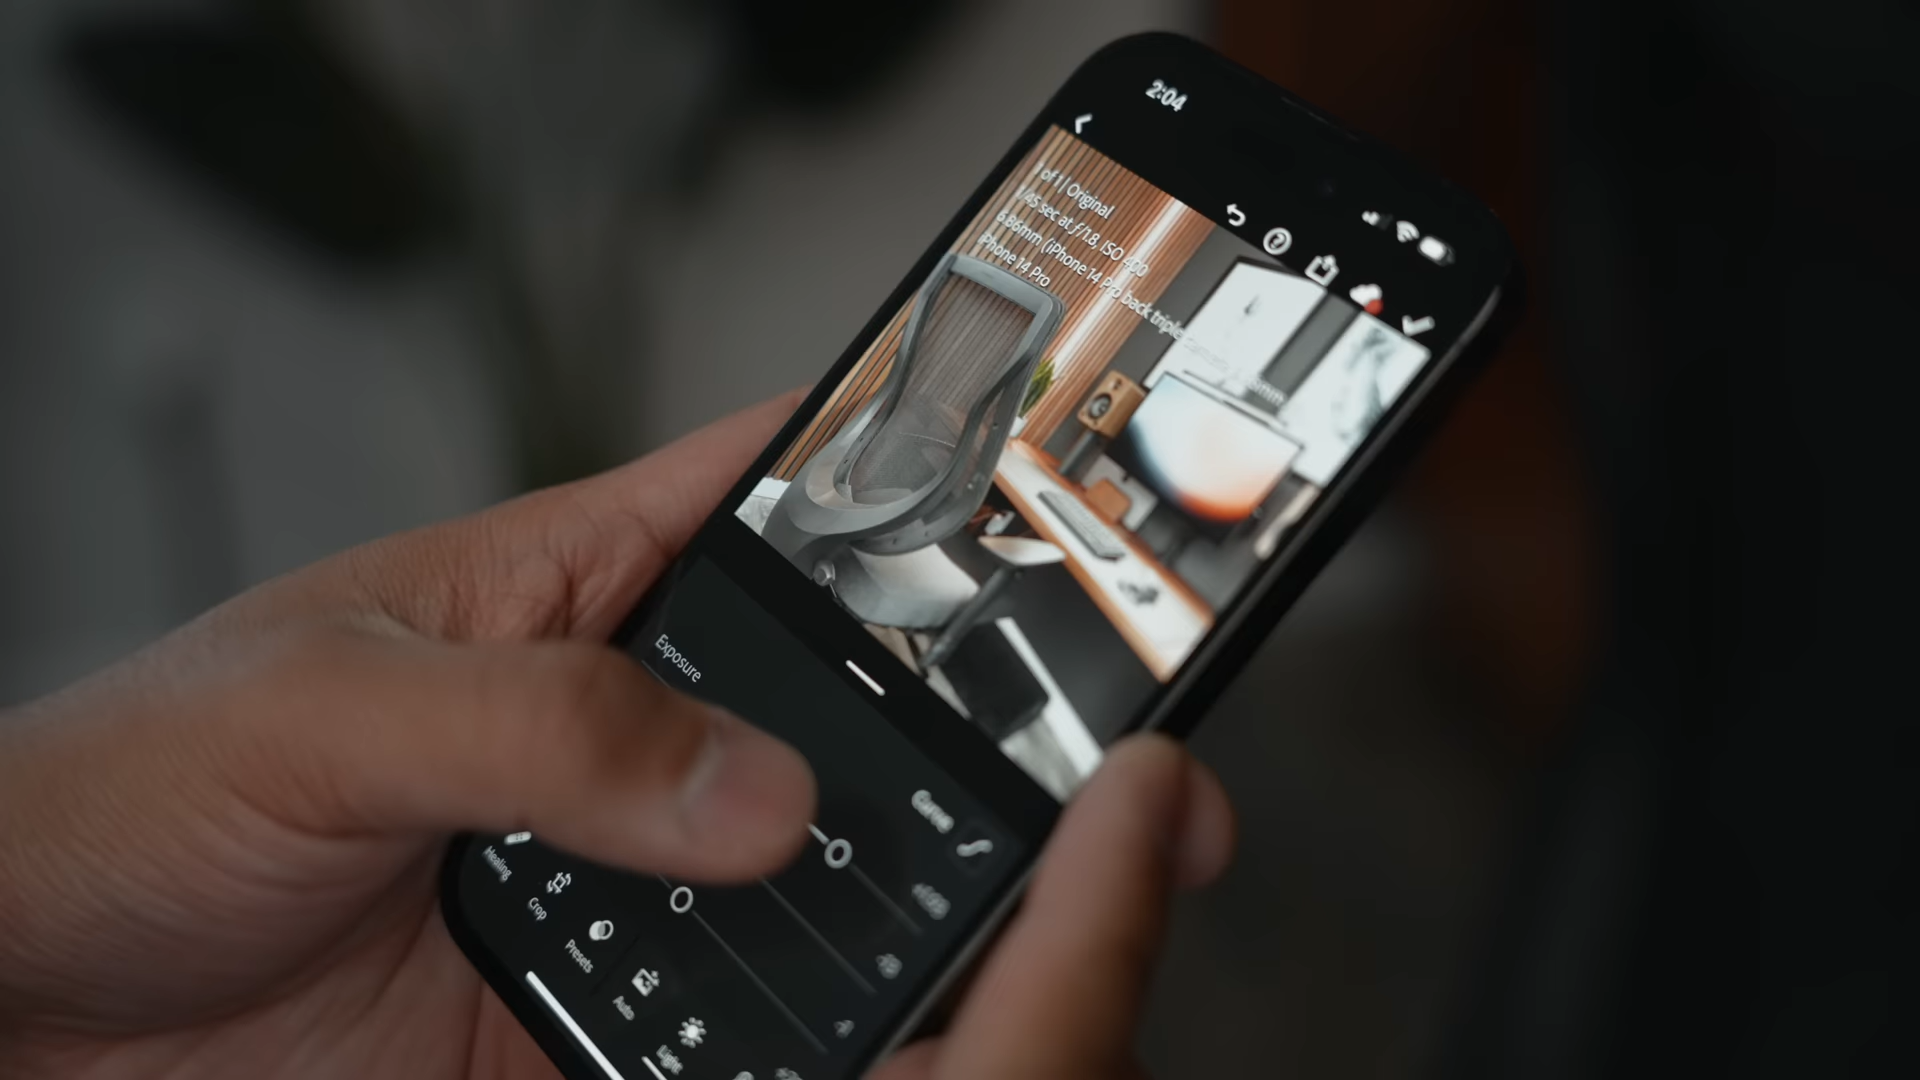 2:04
1 of 1 | Original
1/45 sec at ƒ/1.8, ISO 400
6.86mm (iPhone 14 Pro back triple
iPhone 14 Pro
Exposure
Curve
Healing
Crop
Presets
Auto
Light